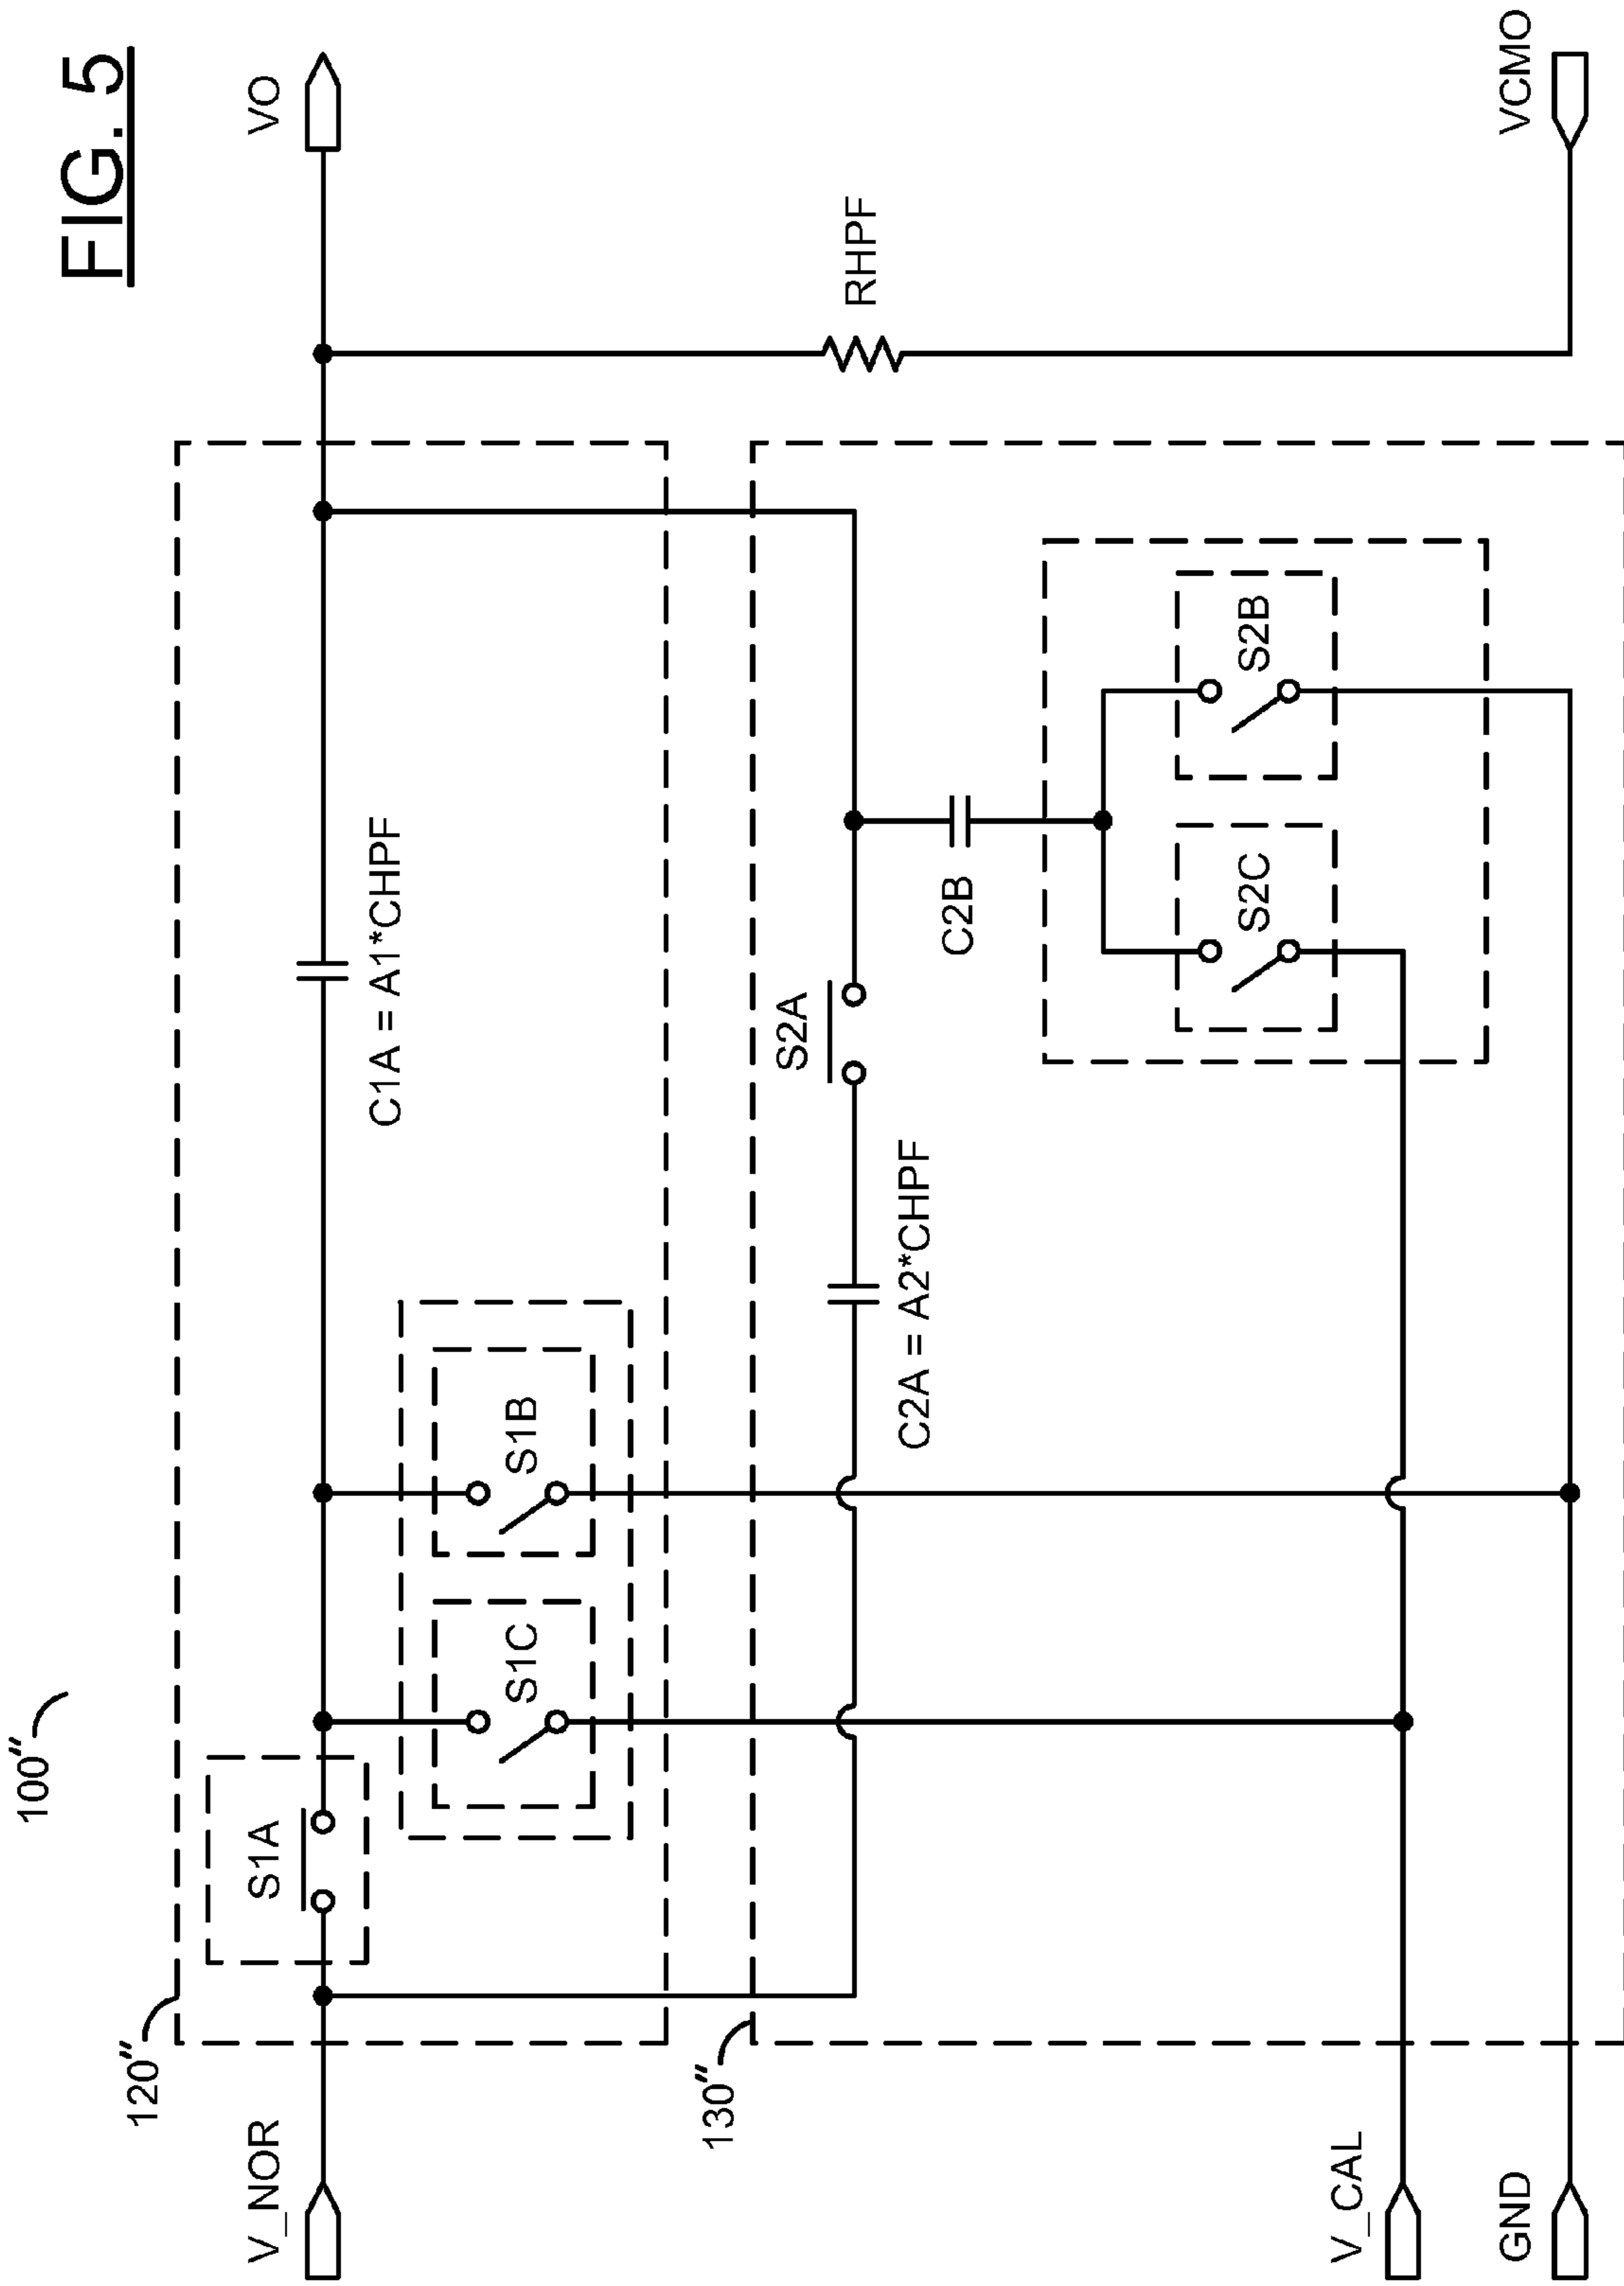 FIG. 5
100″
120″
V_NOR
S1A
S1C
S1B
C1A = A1*CHPF
VO
RHPF
130″
C2A = A2*CHPF
S2A
C2B
S2C
S2B
V_CAL
GND
VCMO